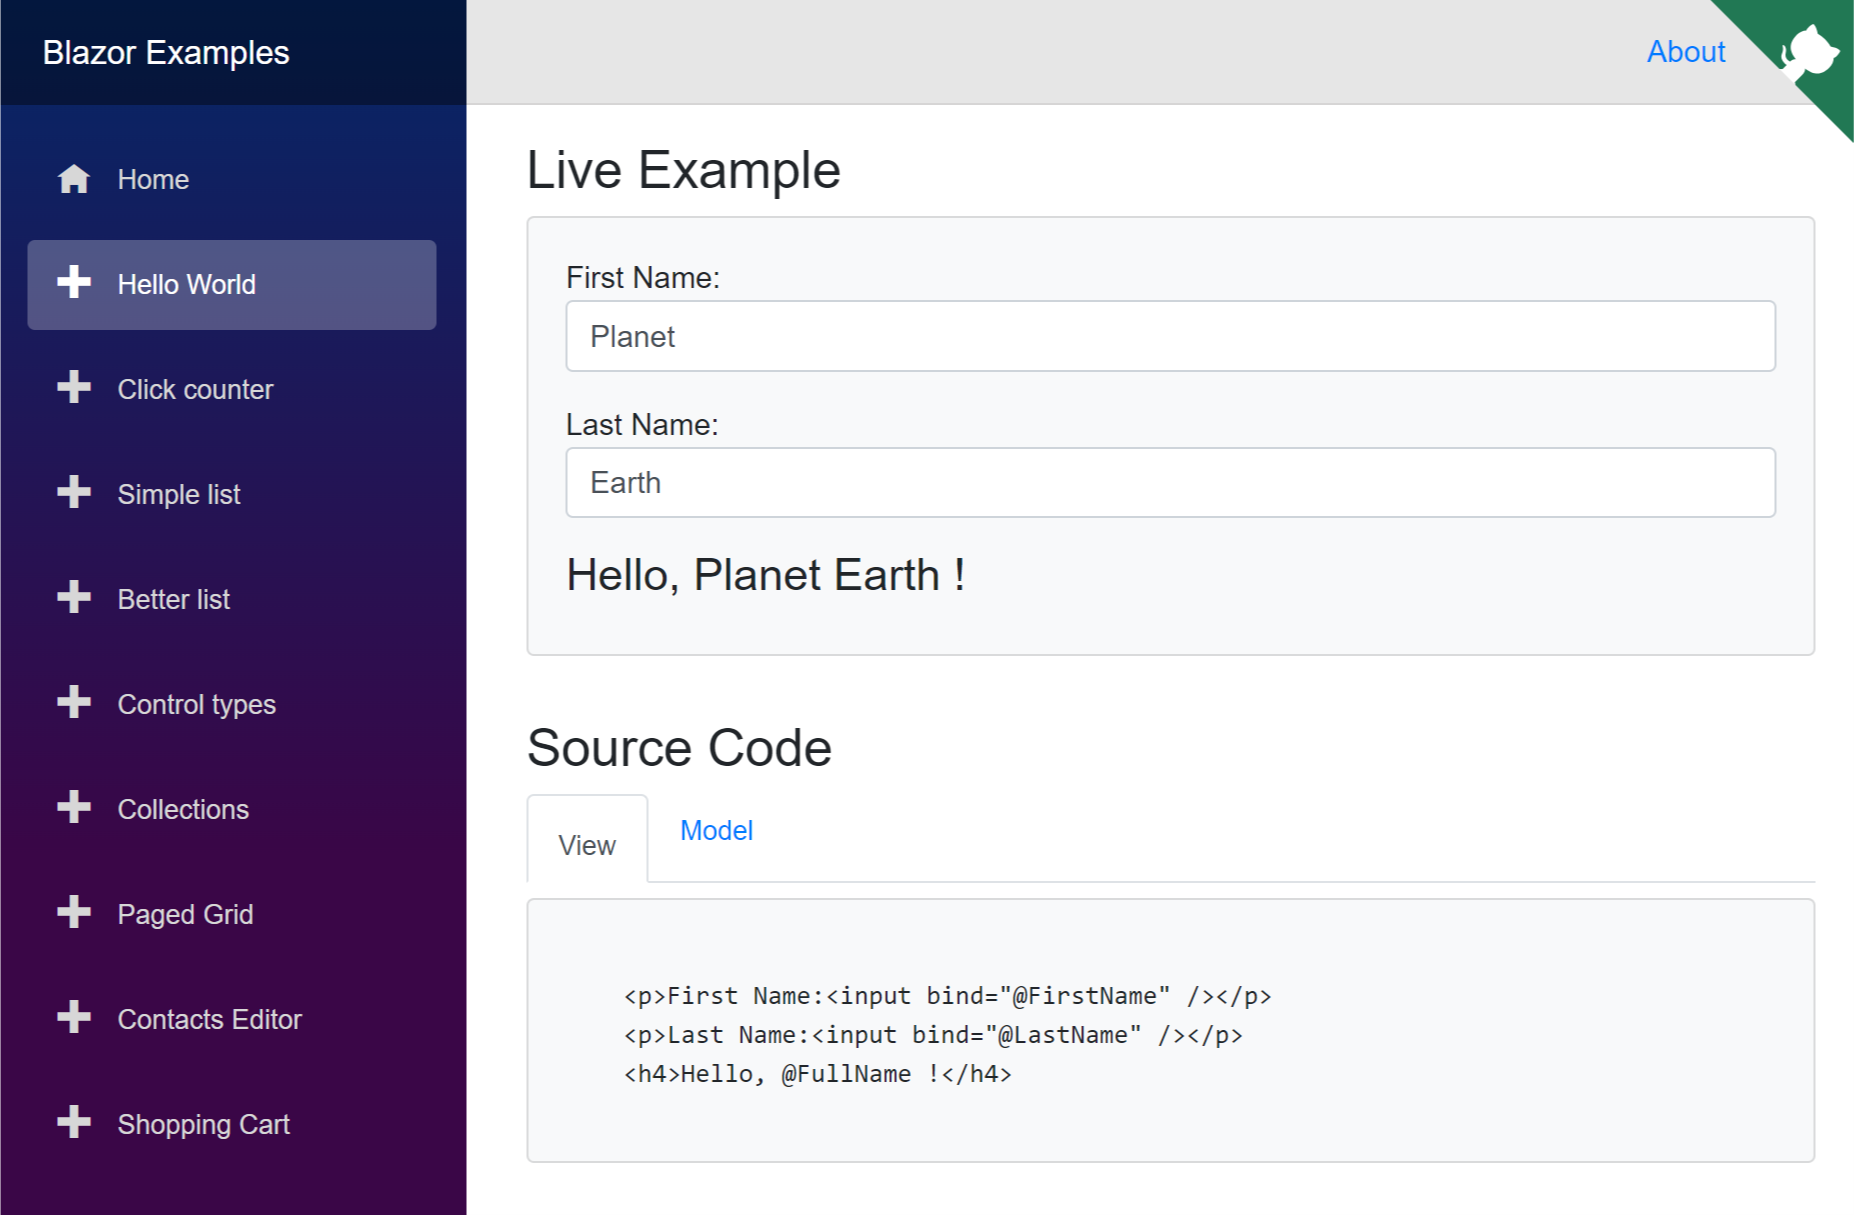 Blazor Examples
About
Home
Hello World
Click counter
Simple list
Better list
Control types
Collections
Paged Grid
Contacts Editor
Shopping Cart
Live Example
First Name:
Planet
Last Name:
Earth
Hello, Planet Earth !
Source Code
View
Model
<p>First Name:<input bind="@FirstName" /></p>
<p>Last Name:<input bind="@LastName" /></p>
<h4>Hello, @FullName !</h4>